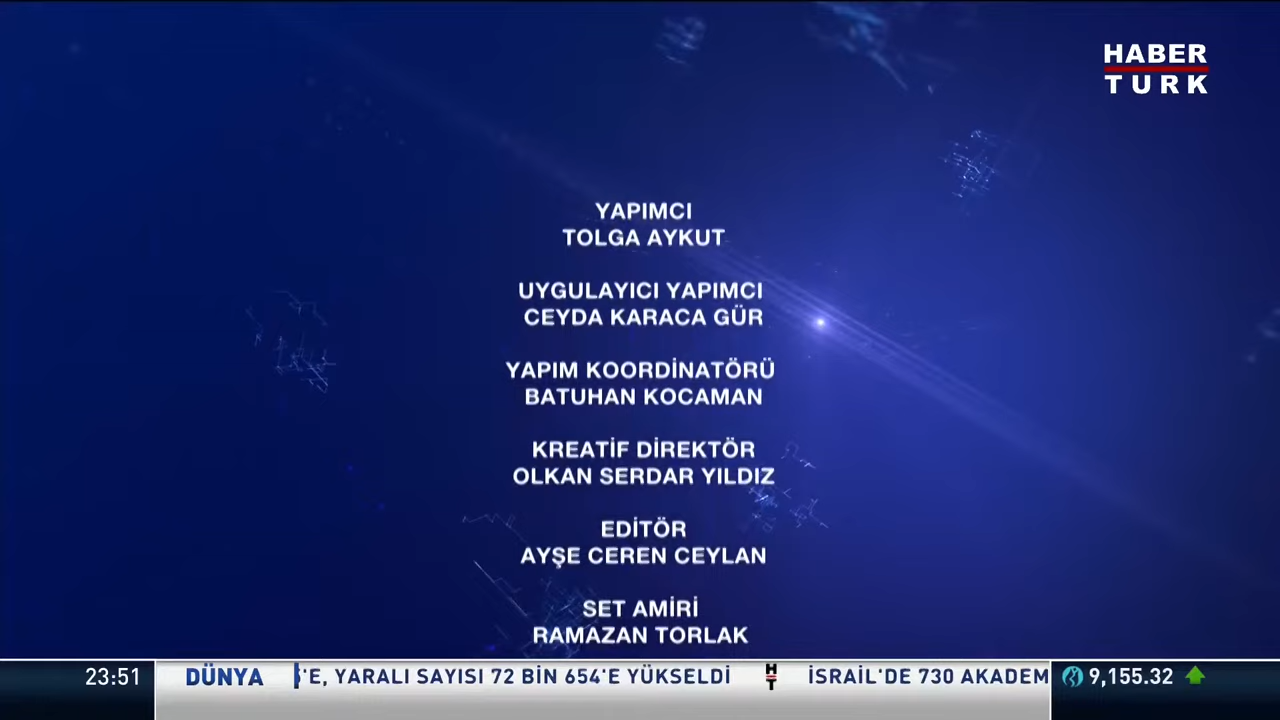 HABER
TURK
YAPIMCI
TOLGA AYKUT
UYGULAYICI YAPIMCI
CEYDA KARACA GÜR
YAPIM KOORDİNATÖRÜ
BATUHAN KOCAMAN
KREATİF DİREKTÖR
OLKAN SERDAR YILDIZ
EDİTÖR
AYŞE CEREN CEYLAN
SET AMİRİ
RAMAZAN TORLAK
23:51 DÜNYA 'E, YARALI SAYISI 72 BİN 654'E YÜKSELDİ HT İSRAİL'DE 730 AKADEM 9,155.32